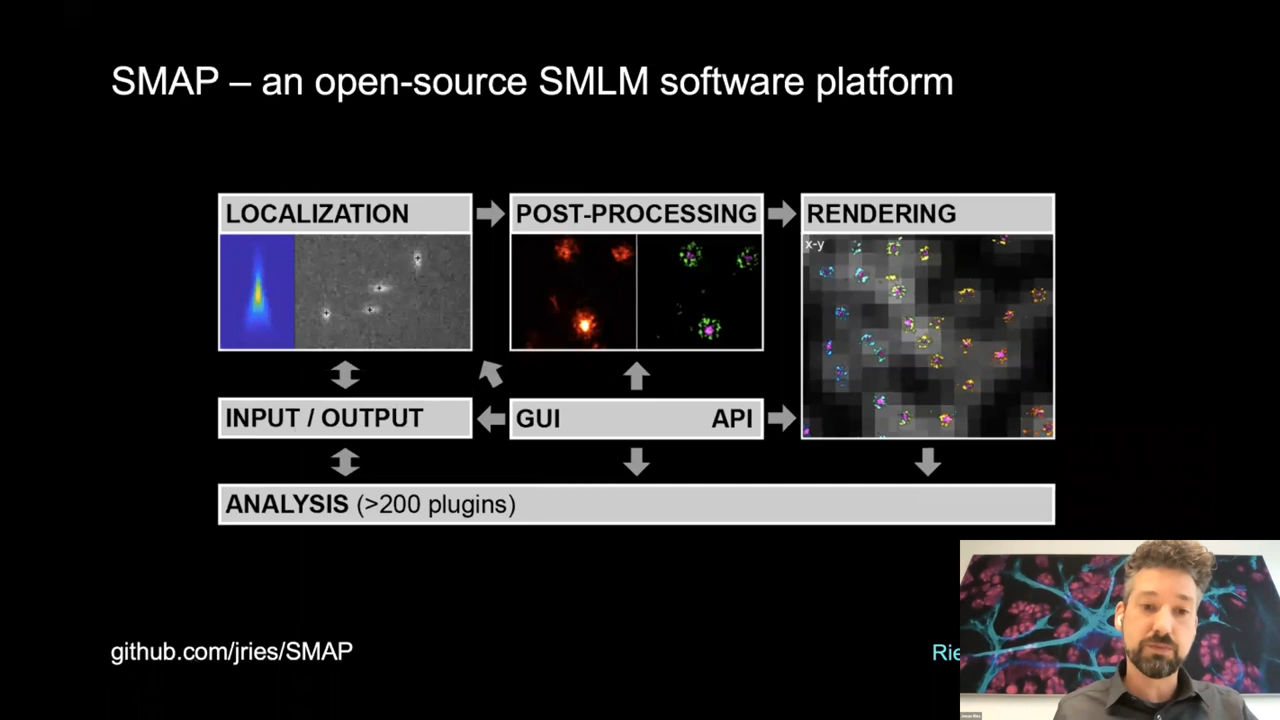 SMAP – an open-source SMLM software platform
LOCALIZATION
POST-PROCESSING
RENDERING
x-y
INPUT / OUTPUT
GUI
API
ANALYSIS (>200 plugins)
github.com/jries/SMAP
Rie